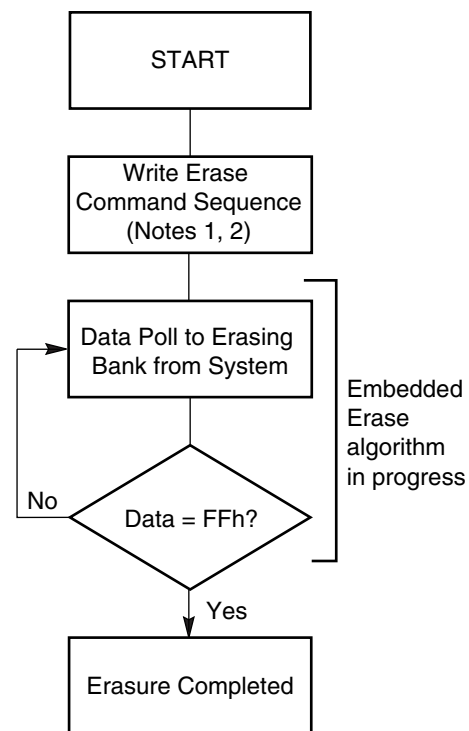 START
Write Erase
Command Sequence
(Notes 1, 2)
Data Poll to Erasing
Bank from System
Embedded
Erase
algorithm
in progress
No
Data = FFh?
Yes
Erasure Completed